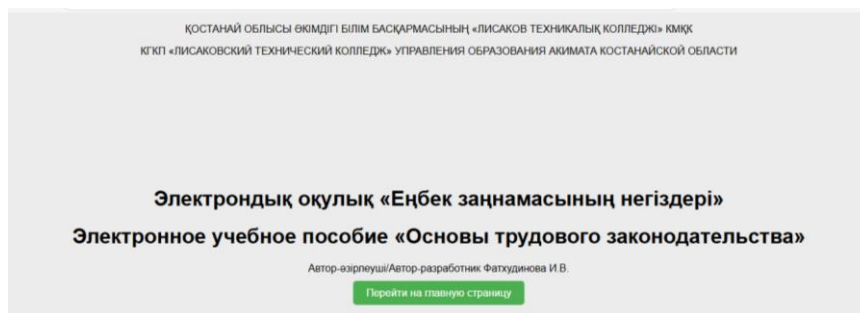 ҚОСТАНАЙ ОБЛЫСЫ ӘКІМДІГІ БІЛІМ БАСҚАРМАСЫНЫҢ «ЛИСАКОВ ТЕХНИКАЛЫҚ КОЛЛЕДЖІ» КМҚК
КГКП «ЛИСАКОВСКИЙ ТЕХНИЧЕСКИЙ КОЛЛЕДЖ» УПРАВЛЕНИЯ ОБРАЗОВАНИЯ АКИМАТА КОСТАНАЙСКОЙ ОБЛАСТИ
Электрондық оқулық «Еңбек заңнамасының негіздері»
Электронное учебное пособие «Основы трудового законодательства»
Автор-әзірлеуші/Автор-разработник Фатхудинова И.В.
Перейти на главную страницу